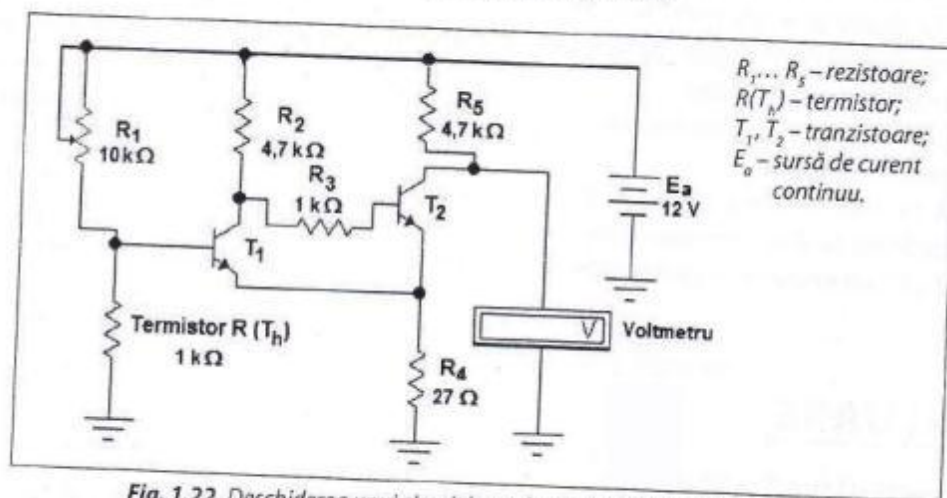 R₁... R₅ – rezistoare;
R(Tₕ) – termistor;
T₁, T₂ – tranzistoare;
Eₐ – sursă de curent
continuu.
R₁
10 kΩ
R₂
4,7 kΩ
R₃
1 kΩ
R₅
4,7 kΩ
T₁
T₂
Eₐ
12 V
Termistor R (Tₕ)
1 kΩ
R₄
27 Ω
V
Voltmetru
Fig. 1.22.